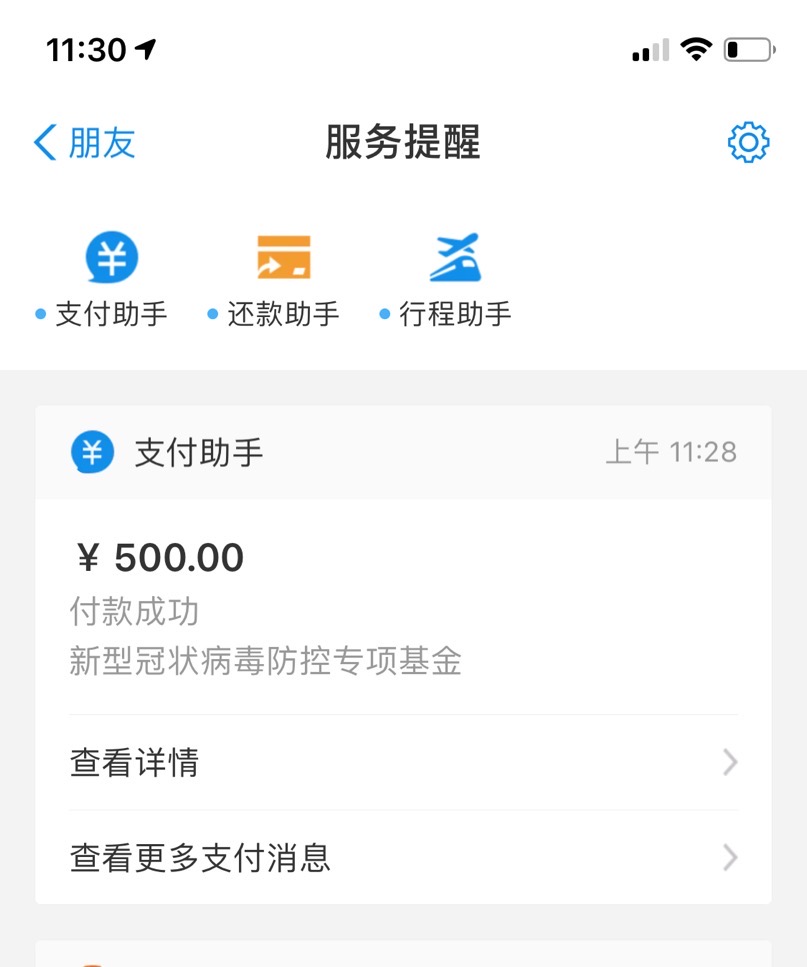 11:30
朋友
服务提醒
支付助手
还款助手
行程助手
支付助手
上午 11:28
¥ 500.00
付款成功
新型冠状病毒防控专项基金
查看详情
查看更多支付消息